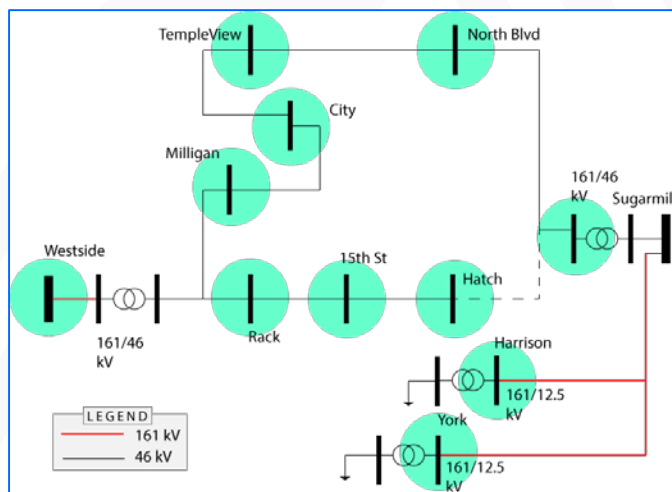 TempleView
North Blvd
City
Milligan
161/46
kV
Sugarmil
Westside
15th St
Hatch
Rack
161/46
kV
Harrison
161/12.5
kV
York
161/12.5
kV
LEGEND
161 kV
46 kV